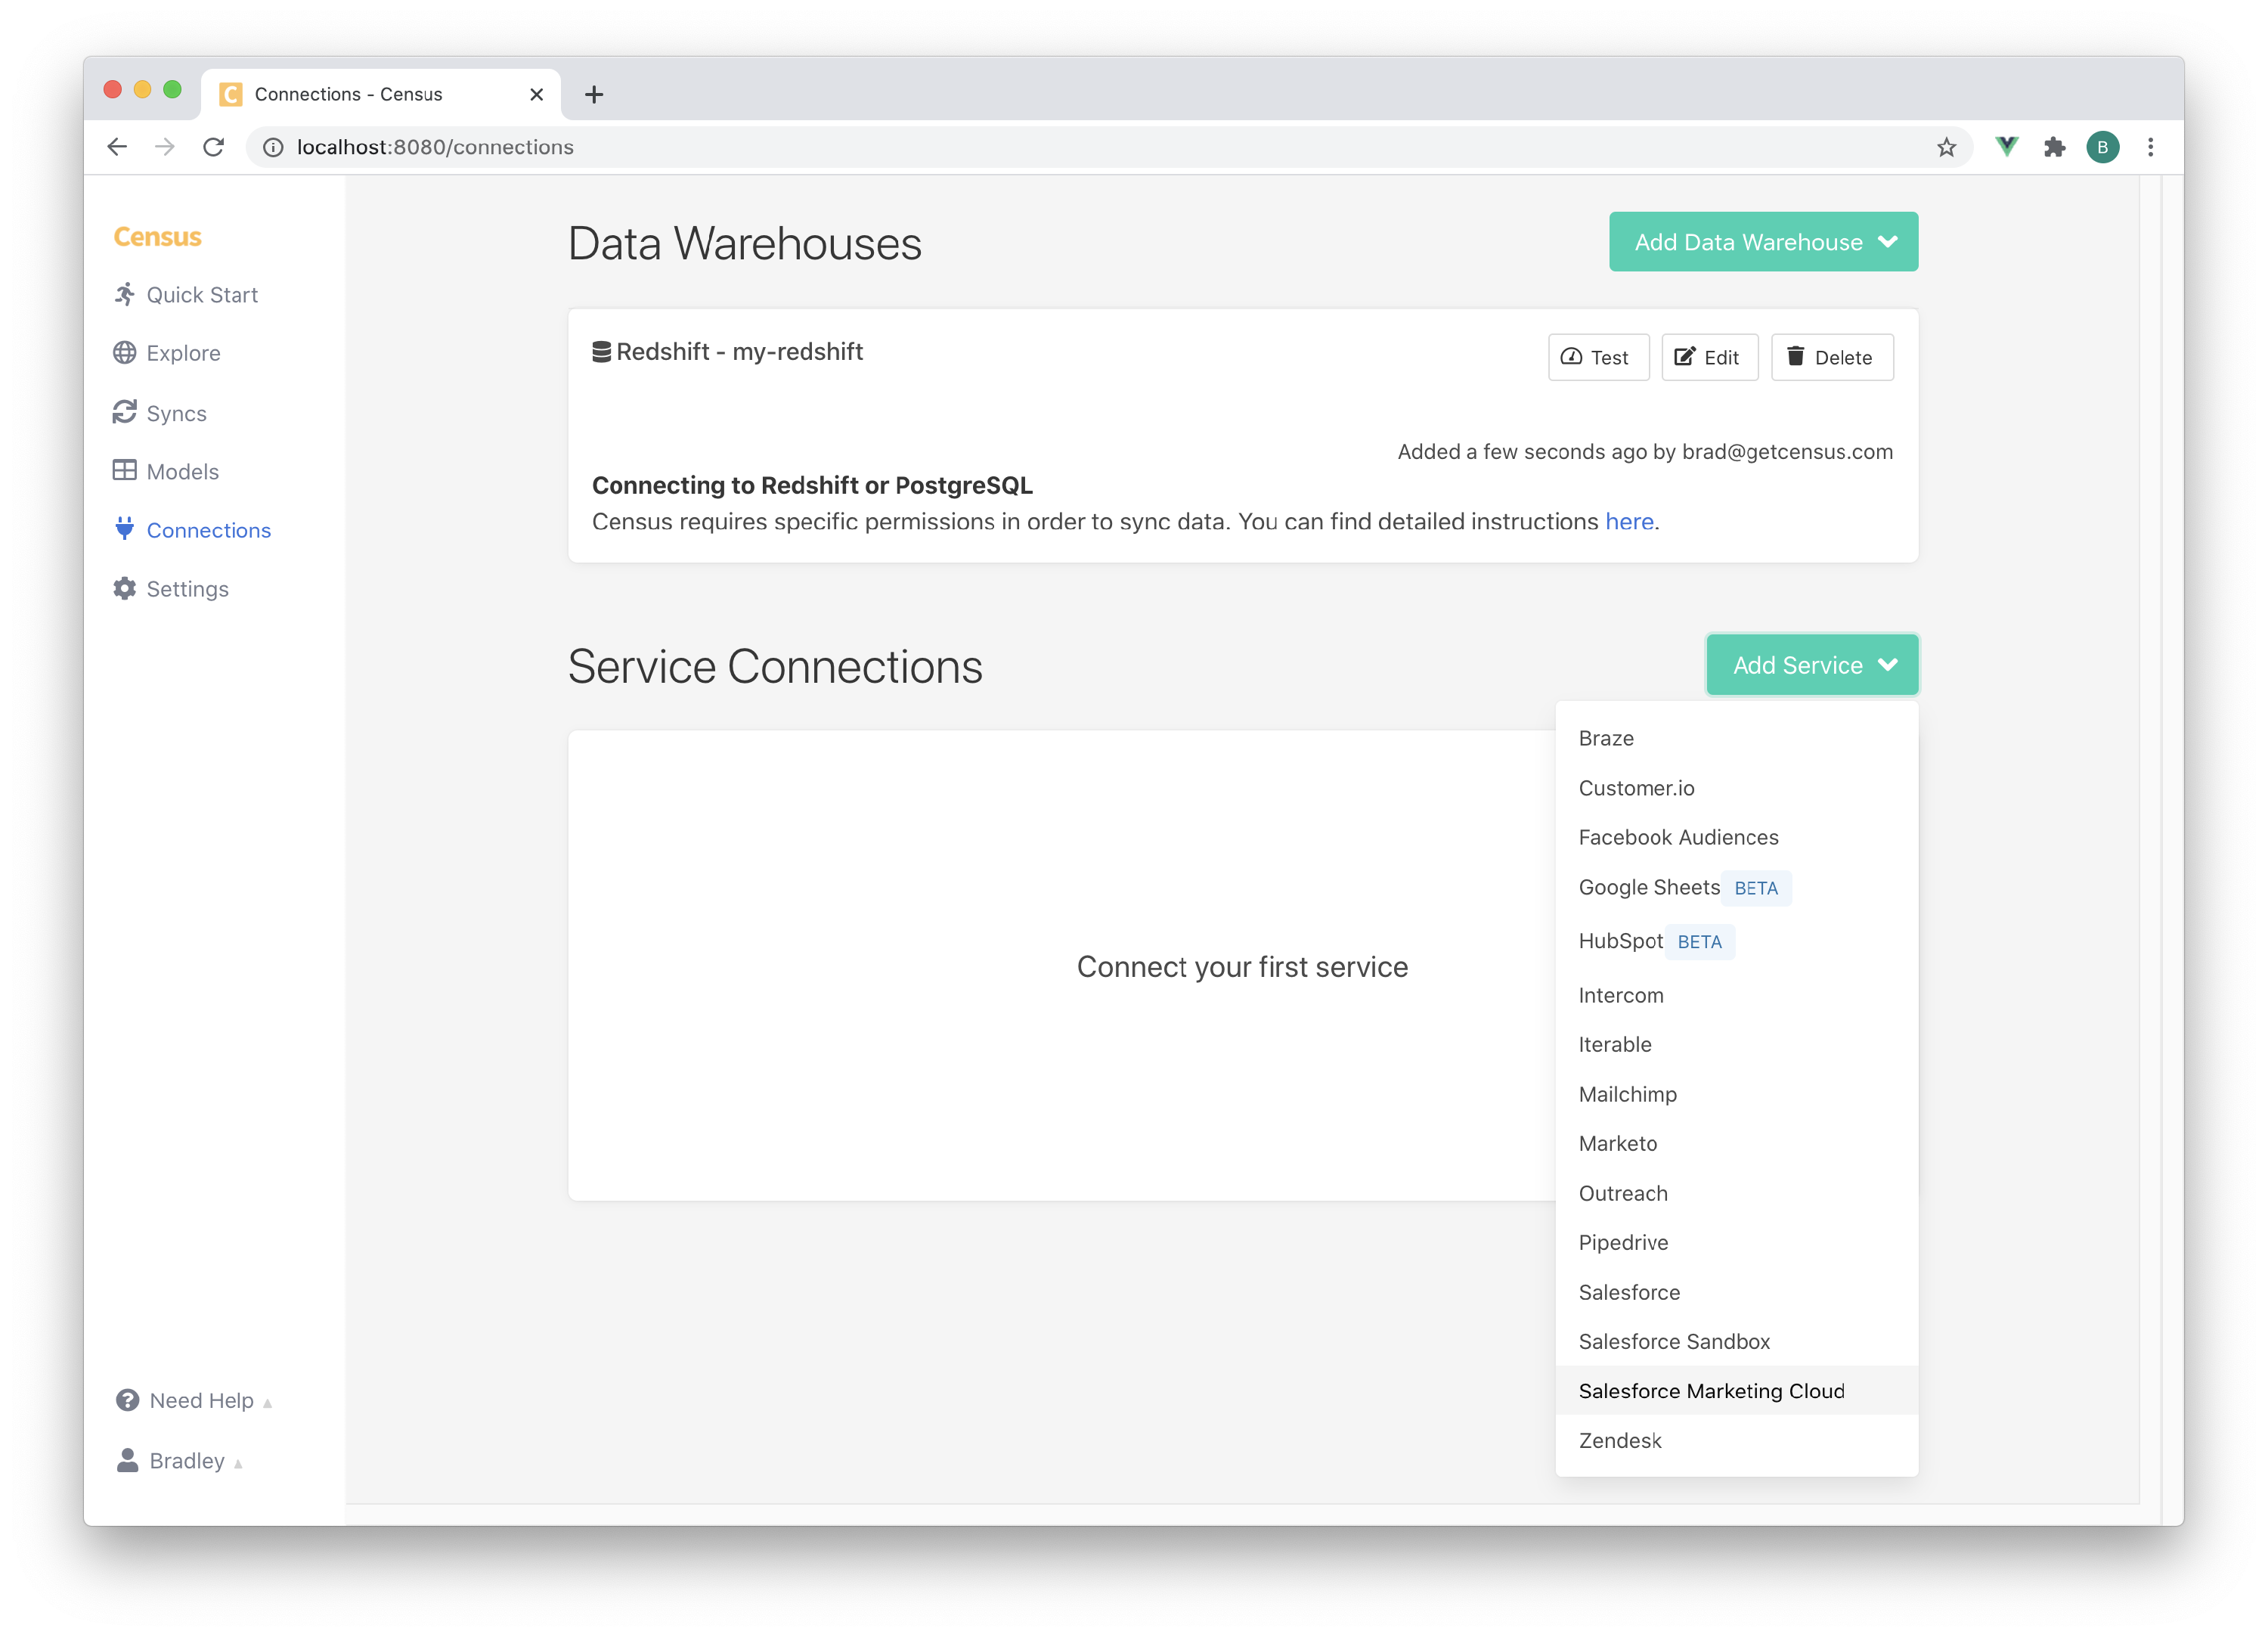 Connections - Census
localhost:8080/connections
B
Census
Quick Start
Explore
Syncs
Models
Connections
Settings
Need Help
Bradley
Data Warehouses
Add Data Warehouse
Redshift - my-redshift
Test
Edit
Delete
Added a few seconds ago by brad@getcensus.com
Connecting to Redshift or PostgreSQL
Census requires specific permissions in order to sync data. You can find detailed instructions here.
Service Connections
Add Service
Connect your first service
Braze
Customer.io
Facebook Audiences
Google Sheets BETA
HubSpot BETA
Intercom
Iterable
Mailchimp
Marketo
Outreach
Pipedrive
Salesforce
Salesforce Sandbox
Salesforce Marketing Cloud
Zendesk